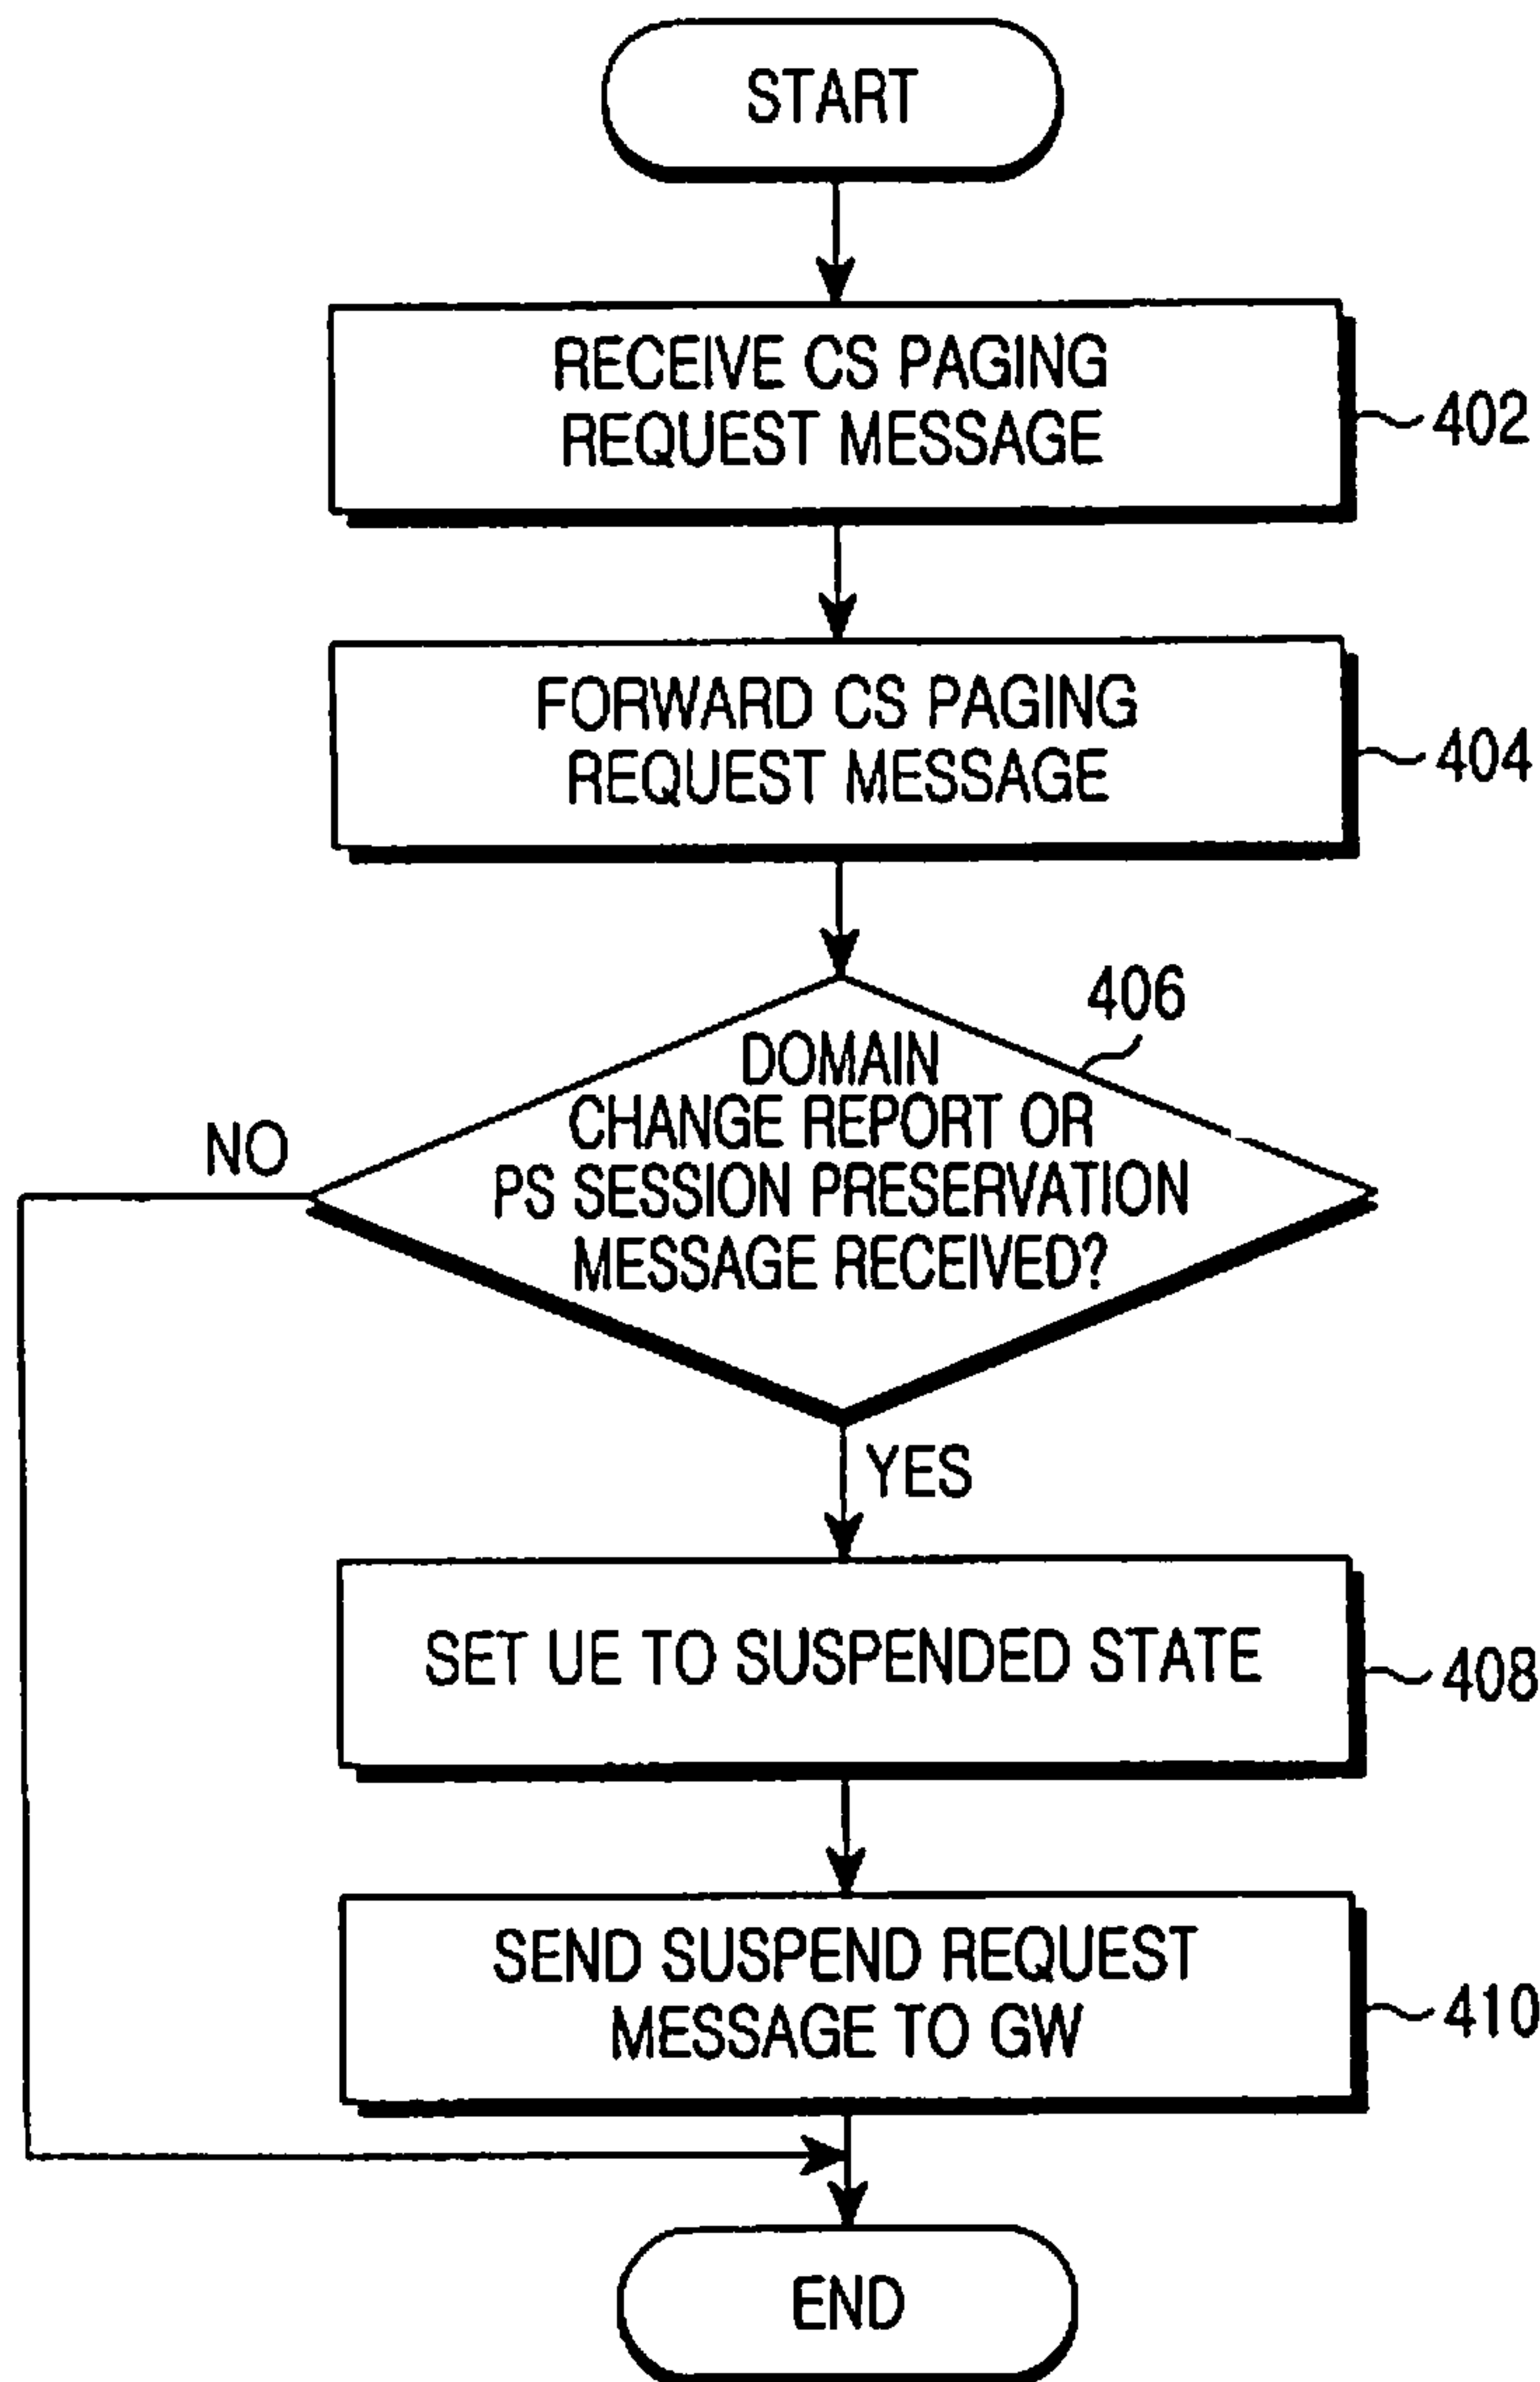 START
RECEIVE CS PAGING
REQUEST MESSAGE
402
FORWARD CS PAGING
REQUEST MESSAGE
404
406
DOMAIN
CHANGE REPORT OR
PS SESSION PRESERVATION
MESSAGE RECEIVED?
NO
YES
SET UE TO SUSPENDED STATE
408
SEND SUSPEND REQUEST
MESSAGE TO GW
410
END